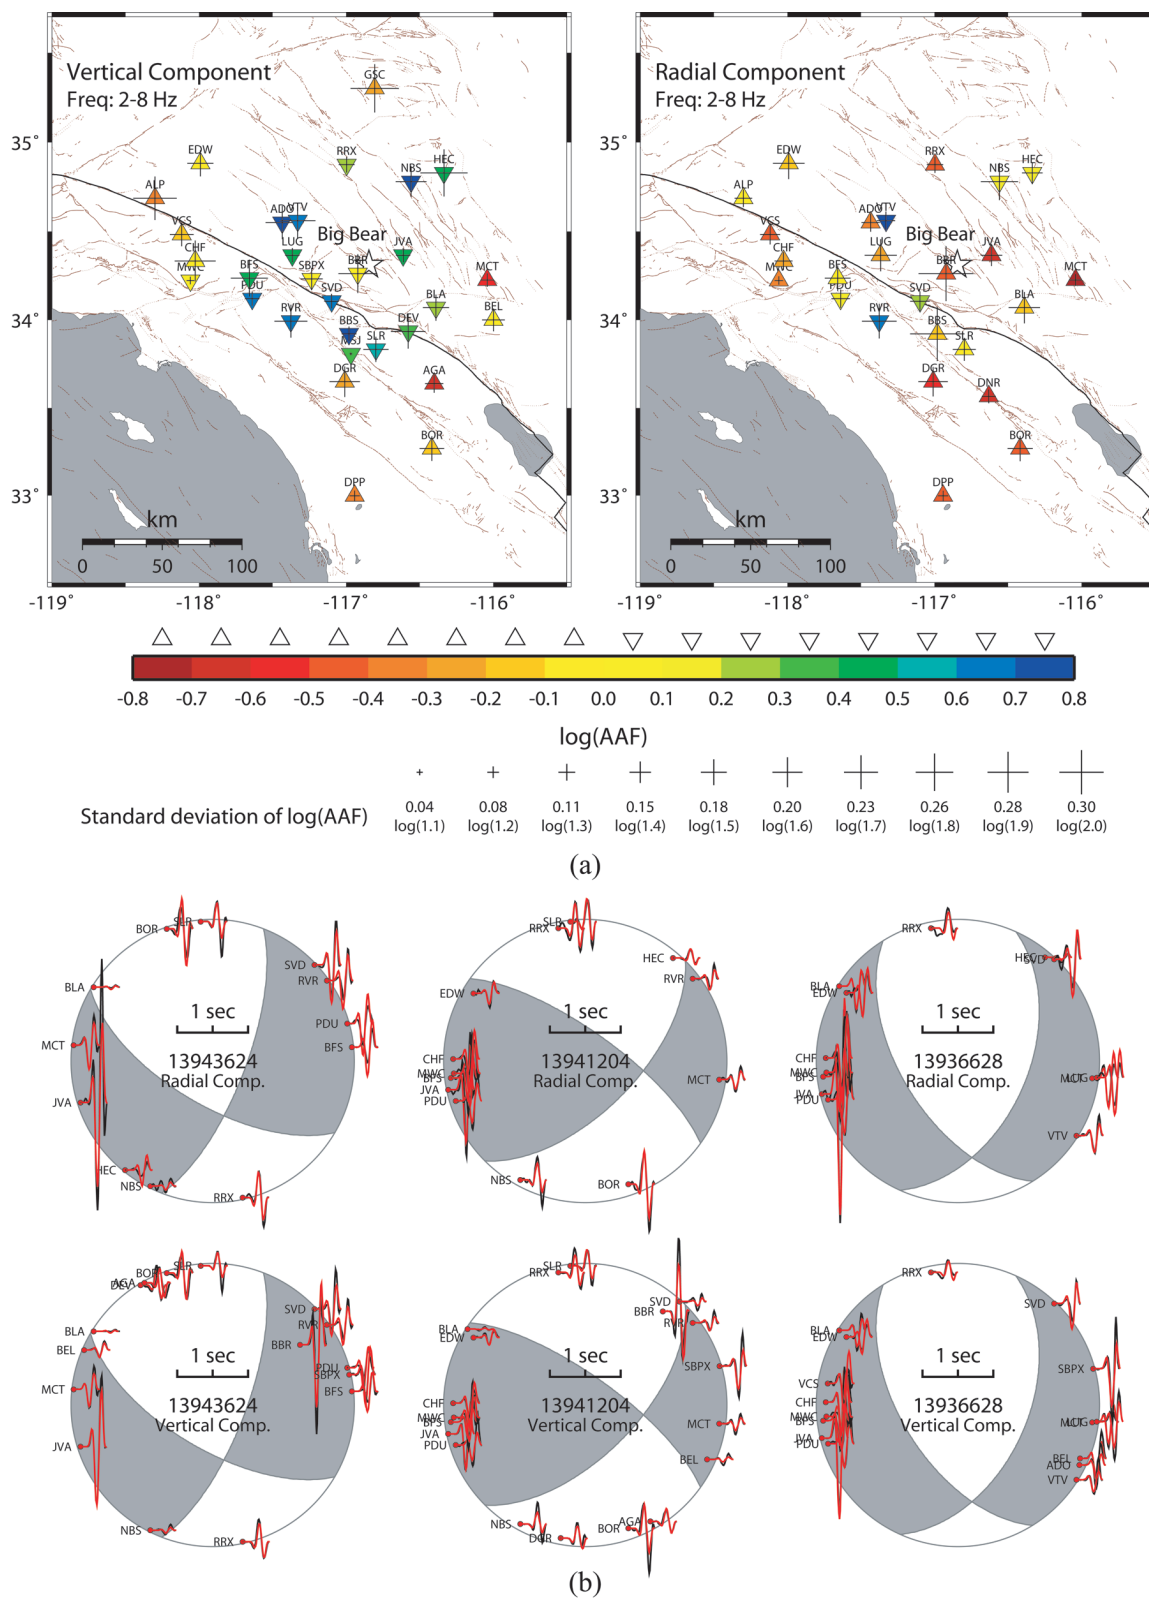 Vertical Component
Freq: 2-8 Hz
GSC
EDW
RRX
NBS
HEC
ALP
VCS
CHF
MWC
ADO
VTV
LUG
Big Bear
JVA
BFS
PDU
SBPX
BBR
MCT
SVD
RVR
BBS
MSJ
SLR
DEV
BLA
BEL
DGR
AGA
BOR
DPP
km
0 50 100
35°
34°
33°
-119 -118 -117 -116
Radial Component
Freq: 2-8 Hz
EDW
RRX
NBS
HEC
ALP
VCS
CHF
MWC
ADO
VTV
LUG
Big Bear
BBR
JVA
MCT
BFS
PDU
SVD
RVR
BBS
SLR
BLA
DGR
DNR
BOR
DPP
km
0 50 100
-119 -118 -117 -116
-0.8 -0.7 -0.6 -0.5 -0.4 -0.3 -0.2 -0.1 0.0 0.1 0.2 0.3 0.4 0.5 0.6 0.7 0.8
log(AAF)
Standard deviation of log(AAF)
0.04 0.08 0.11 0.15 0.18 0.20 0.23 0.26 0.28 0.30
log(1.1) log(1.2) log(1.3) log(1.4) log(1.5) log(1.6) log(1.7) log(1.8) log(1.9) log(2.0)
(a)
BOR
SLR
SVD
RVR
BLA
PDU
BFS
MCT
JVA
HEC
NBS
RRX
1 sec
13943624
Radial Comp.
SLR
RRX
HEC
RVR
EDW
CHF
MWC
BFS
JVA
PDU
MCT
NBS
BOR
1 sec
13941204
Radial Comp.
RRX
HEC
SVD
BLA
EDW
CHF
MWC
BFS
JVA
PDU
LUG
VTV
1 sec
13936628
Radial Comp.
BOR
SLR
AGA
DEV
SVD
RVR
BLA
BEL
BBR
PDU
SBPX
BFS
MCT
JVA
NBS
RRX
1 sec
13943624
Vertical Comp.
SLR
RRX
SVD
BBR
RVR
BLA
EDW
SBPX
CHF
MWC
BFS
JVA
PDU
MCT
BEL
NBS
DGR
BOR
AGA
1 sec
13941204
Vertical Comp.
RRX
SVD
BLA
EDW
SBPX
VCS
CHF
MWC
BFS
JVA
PDU
LUG
BEL
ADO
VTV
1 sec
13936628
Vertical Comp.
(b)